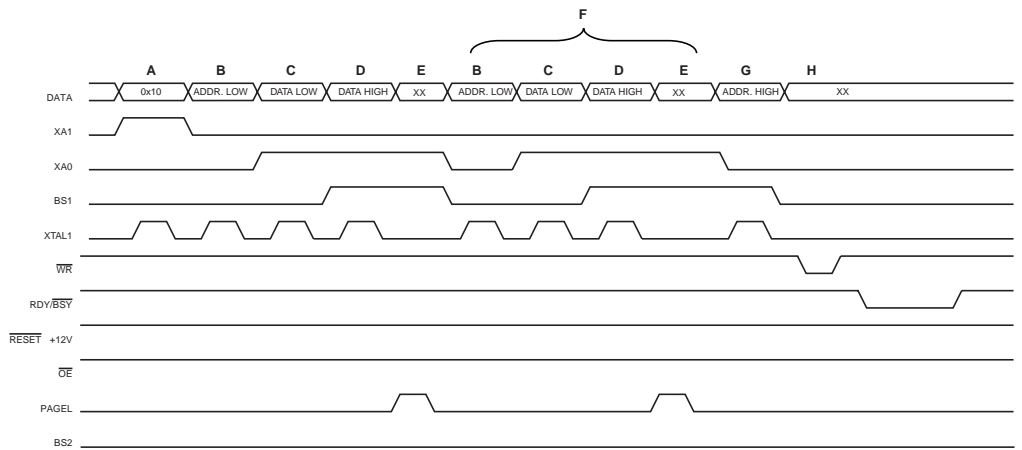 F
A B C D E B C D E G H
DATA 0x10 ADDR. LOW DATA LOW DATA HIGH XX ADDR. LOW DATA LOW DATA HIGH XX ADDR. HIGH XX
XA1
XA0
BS1
XTAL1
WR
RDY/BSY
RESET +12V
OE
PAGEL
BS2